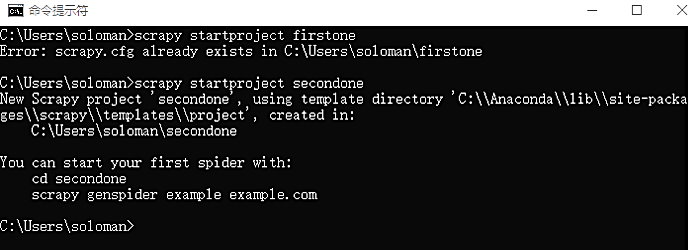 命令提示符
C:\Users\soloman>scrapy startproject firstone
Error: scrapy.cfg already exists in C:\Users\soloman\firstone
C:\Users\soloman>scrapy startproject secondone
New Scrapy project 'secondone', using template directory 'C:\\Anaconda\\lib\\site-packa
ges\\scrapy\\templates\\project', created in:
    C:\Users\soloman\secondone
You can start your first spider with:
    cd secondone
    scrapy genspider example example.com
C:\Users\soloman>